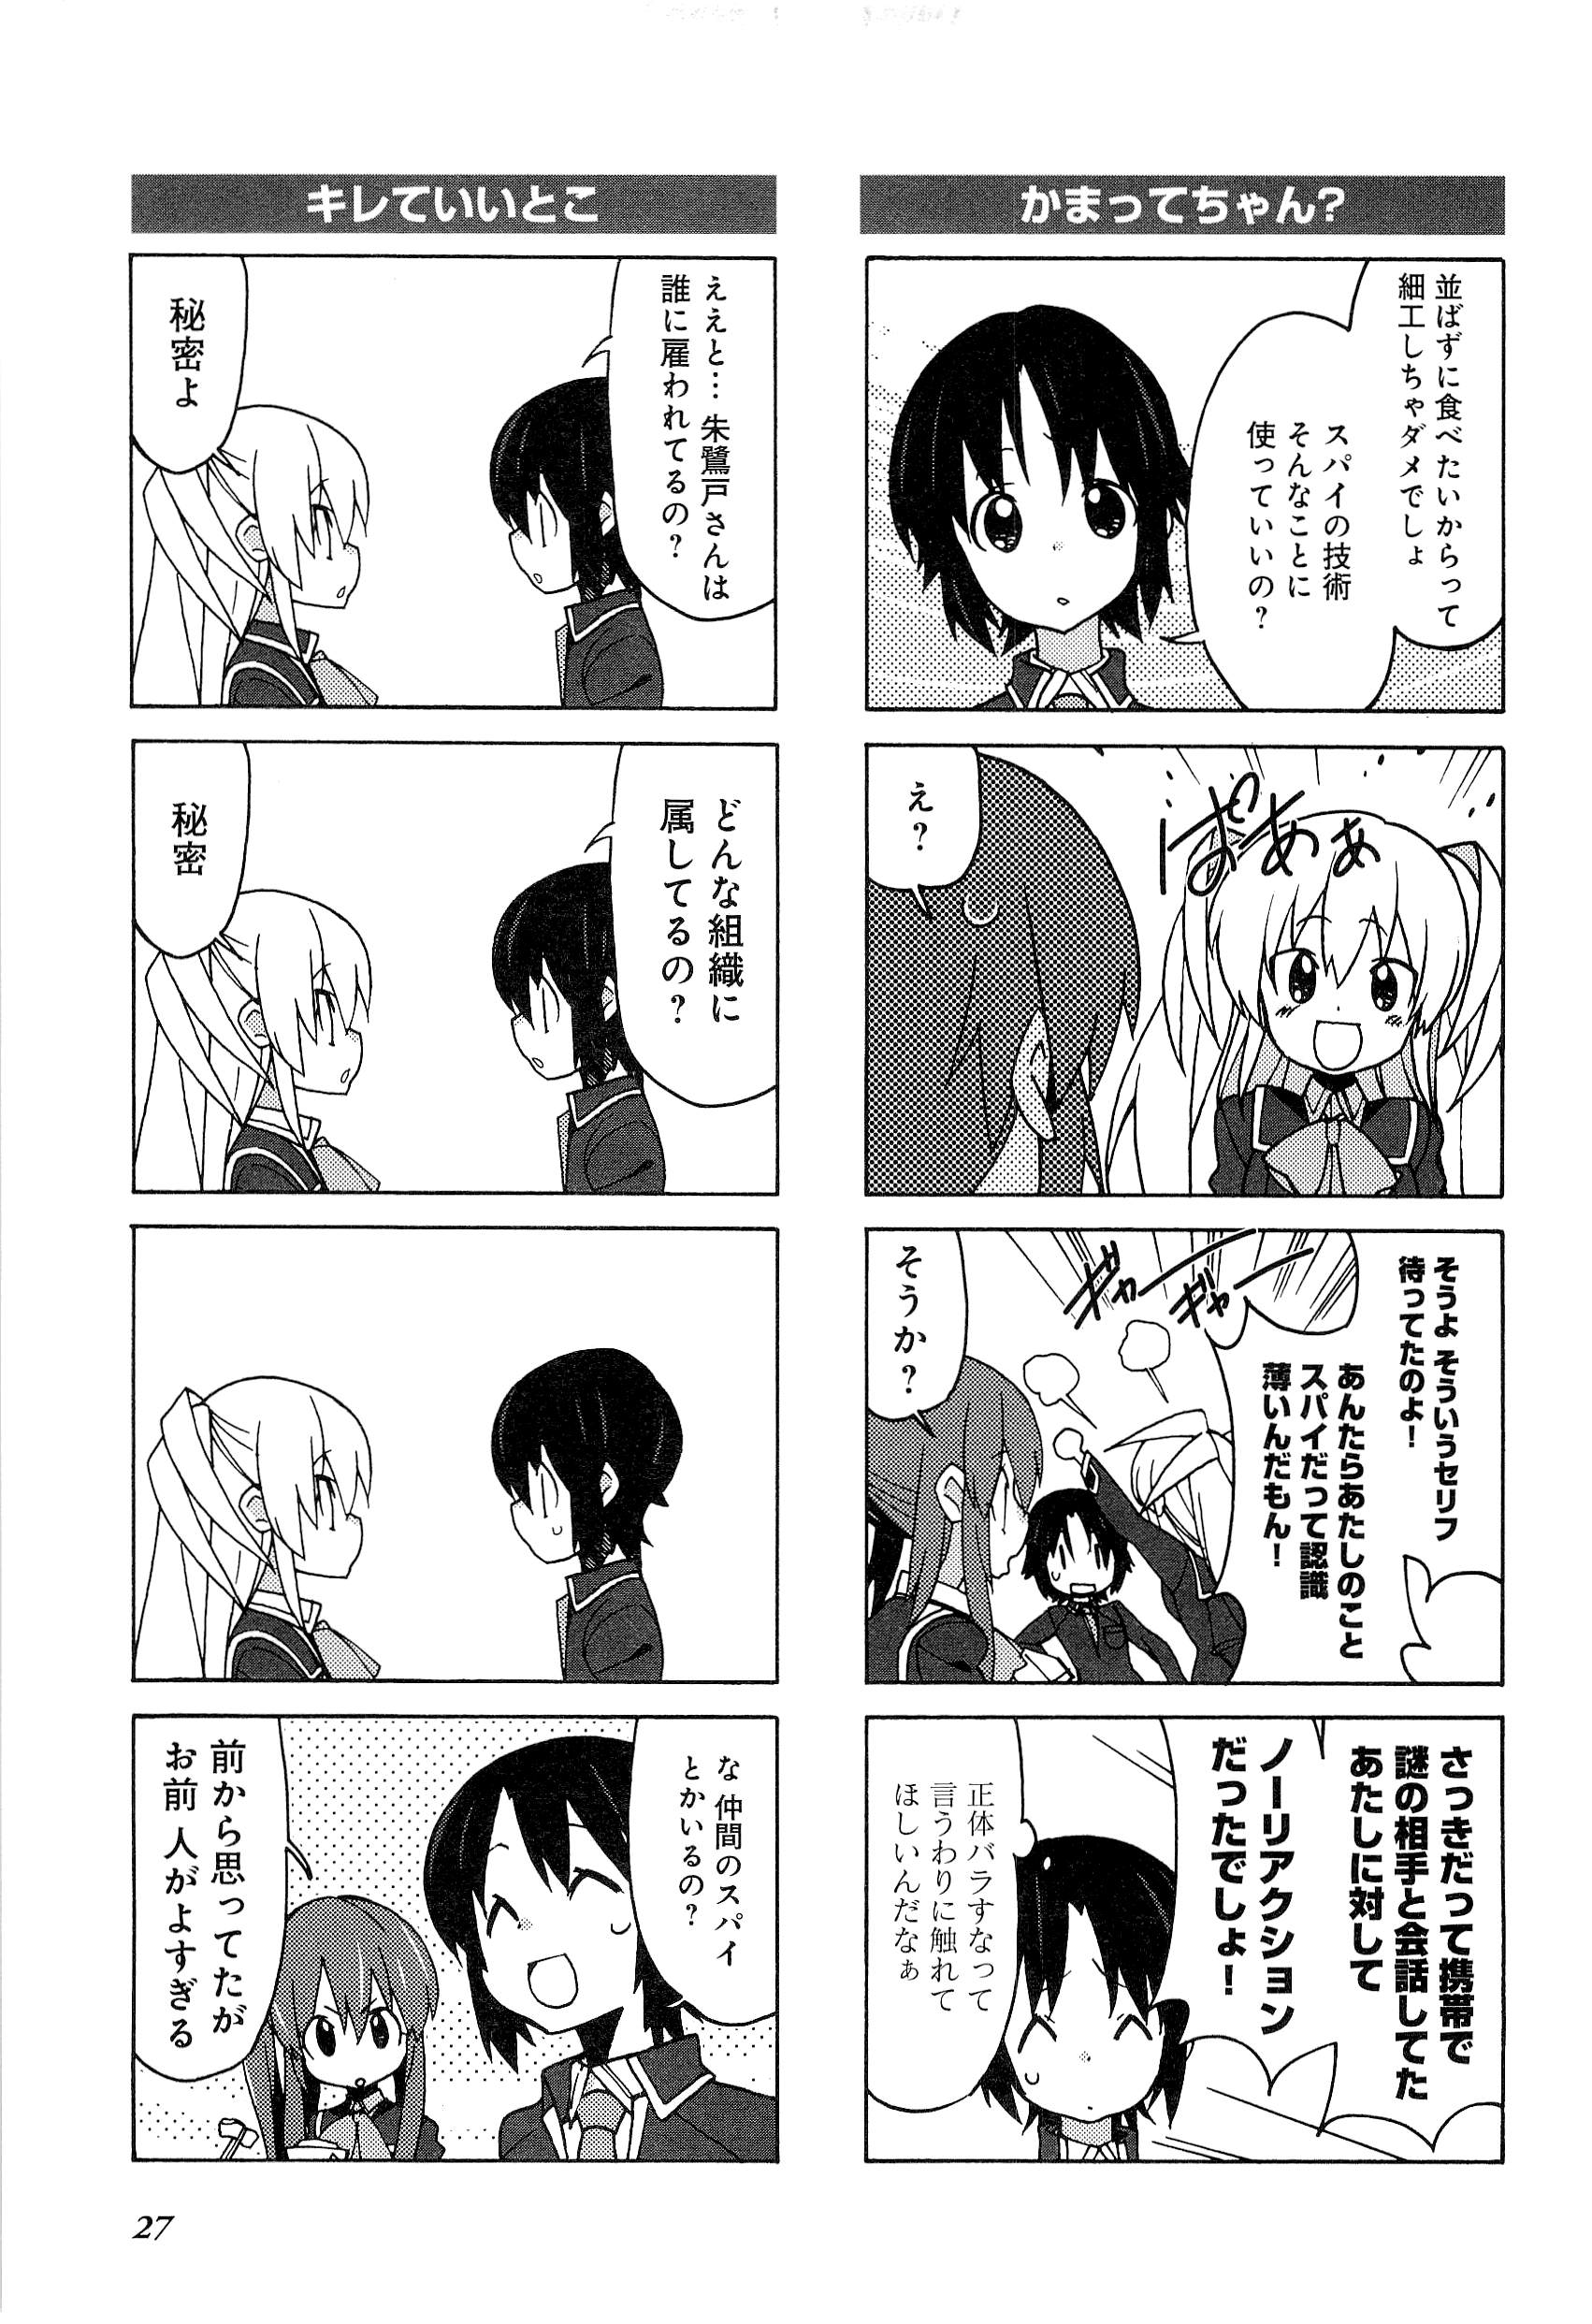 かまってちゃん?
並ばずに食べたいからって
細工しちゃダメでしょ
スパイの技術
そんなことに
使っていいの?
ぱあぁ
え?
そうよ そういうセリフ
待ってたのよ!
あんたらあたしのこと
スパイだって認識
薄いんだもん!
ギャー
ギャー
そうか?
さっきだって携帯で
謎の相手と会話してた
あたしに対して
ノーリアクション
だったでしょ!
正体バラすなって
言うわりに触れて
ほしいんだなぁ
キレていいとこ
ええと…朱鷺戸さんは
誰に雇われてるの?
秘密よ
どんな組織に
属してるの?
秘密
な 仲間のスパイ
とかいるの?
前から思ってたが
お前 人がよすぎる
27